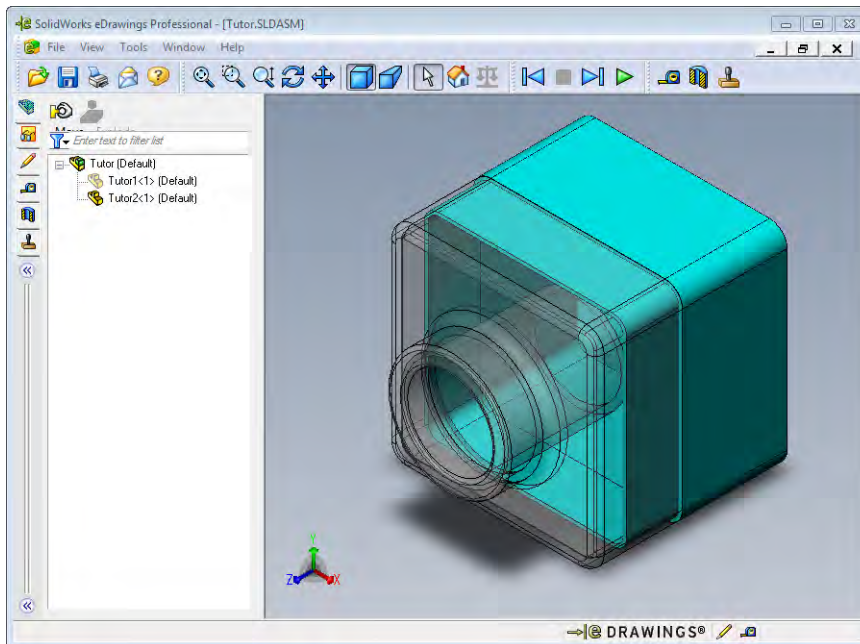 SolidWorks eDrawings Professional - [Tutor.SLDASM]
File View Tools Window Help
Enter text to filter list
Tutor (Default)
Tutor1<1> (Default)
Tutor2<1> (Default)
Y
Z X
eDRAWINGS®